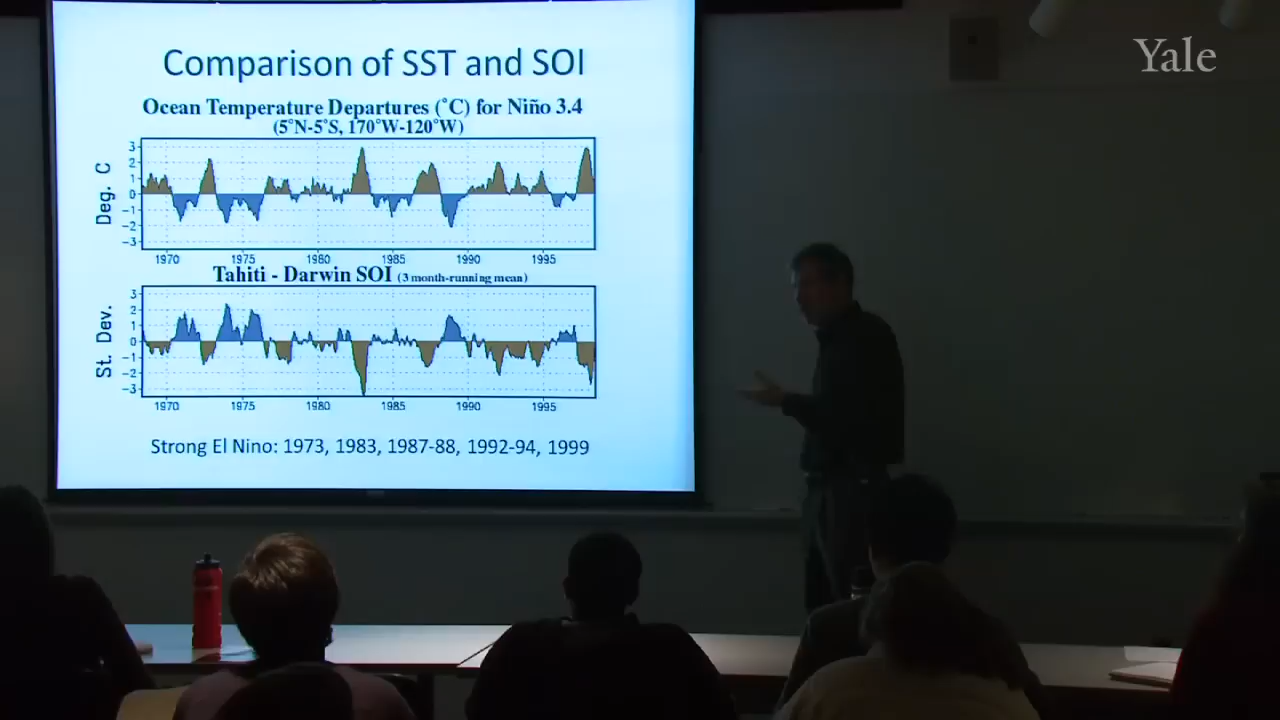 Comparison of SST and SOI
Ocean Temperature Departures (˚C) for Niño 3.4
(5˚N-5˚S, 170˚W-120˚W)
Deg. C
3
2
1
0
-1
-2
-3
1970 1975 1980 1985 1990 1995
Tahiti - Darwin SOI (3 month-running mean)
St. Dev.
3
2
1
0
-1
-2
-3
1970 1975 1980 1985 1990 1995
Strong El Nino: 1973, 1983, 1987-88, 1992-94, 1999
Yale